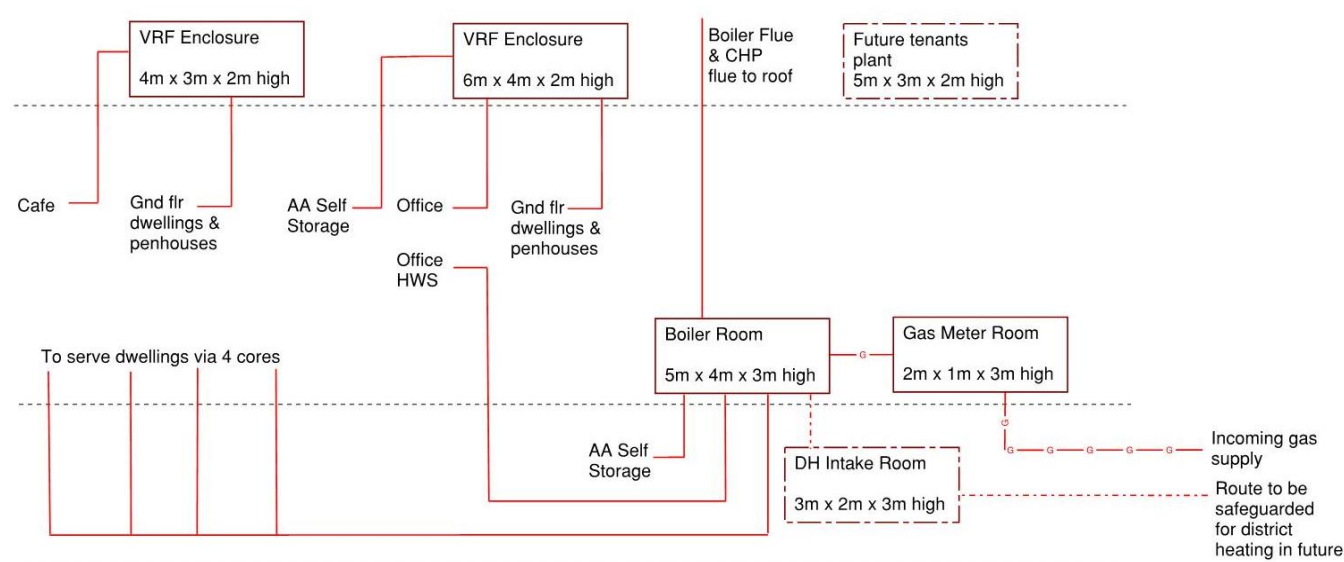 VRF Enclosure
4m x 3m x 2m high
VRF Enclosure
6m x 4m x 2m high
Boiler Flue
& CHP
flue to roof
Future tenants
plant
5m x 3m x 2m high
Cafe
Gnd flr
dwellings &
penhouses
AA Self
Storage
Office
Gnd flr
dwellings &
penhouses
Office
HWS
To serve dwellings via 4 cores
Boiler Room
5m x 4m x 3m high
G
Gas Meter Room
2m x 1m x 3m high
G
G
G
G
G
G
Incoming gas
supply
AA Self
Storage
DH Intake Room
3m x 2m x 3m high
Route to be
safeguarded
for district
heating in future